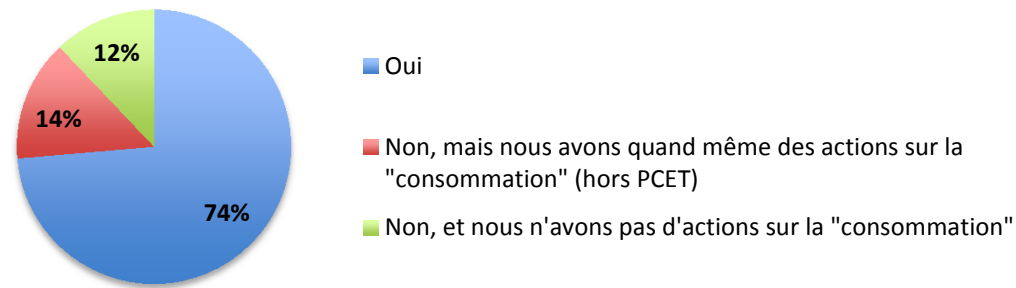 12%
Oui
14%
Non, mais nous avons quand même des actions sur la
"consommation" (hors PCET)
74%
Non, et nous n'avons pas d'actions sur la "consommation"